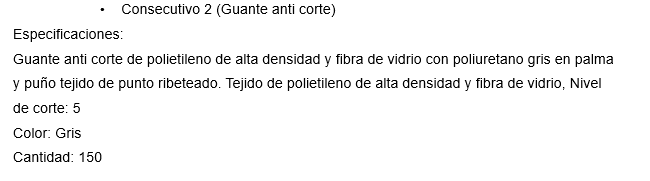 • Consecutivo 2 (Guante anti corte)
Especificaciones:
Guante anti corte de polietileno de alta densidad y fibra de vidrio con poliuretano gris en palma
y puño tejido de punto ribeteado. Tejido de polietileno de alta densidad y fibra de vidrio, Nivel
de corte: 5
Color: Gris
Cantidad: 150